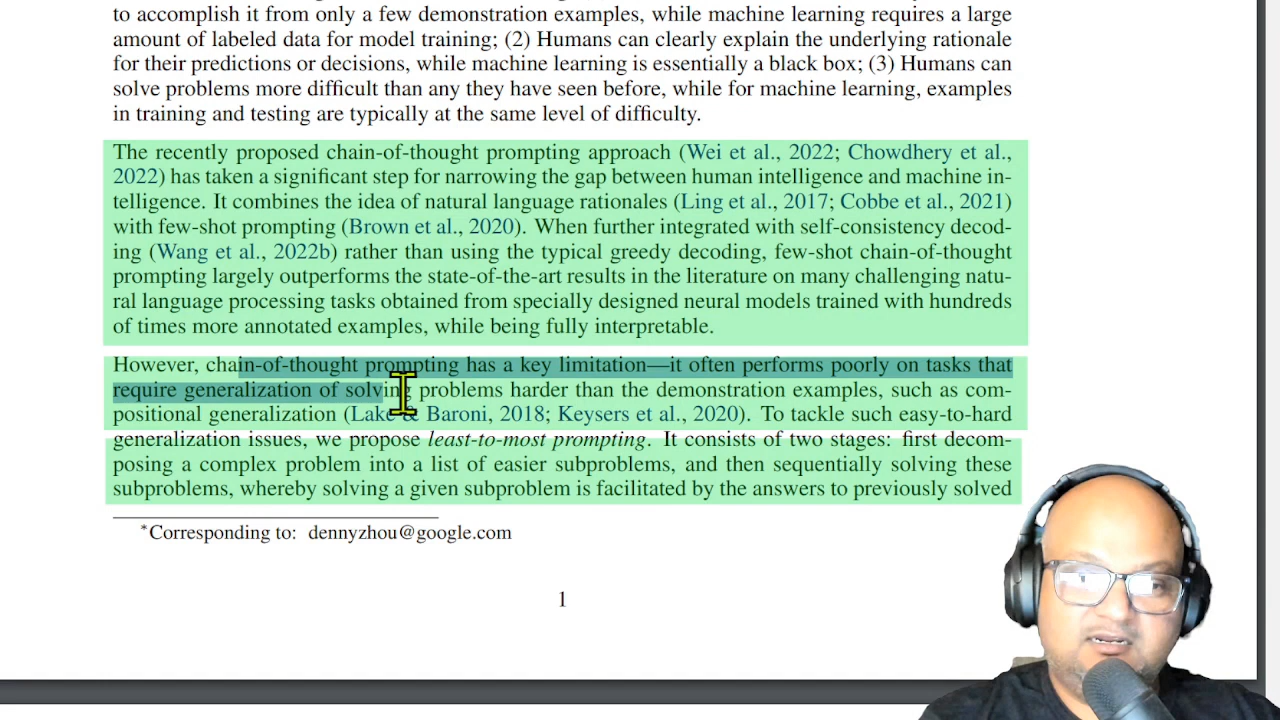 to accomplish it from only a few demonstration examples, while machine learning requires a large
amount of labeled data for model training; (2) Humans can clearly explain the underlying rationale
for their predictions or decisions, while machine learning is essentially a black box; (3) Humans can
solve problems more difficult than any they have seen before, while for machine learning, examples
in training and testing are typically at the same level of difficulty.
The recently proposed chain-of-thought prompting approach (Wei et al., 2022; Chowdhery et al.,
2022) has taken a significant step for narrowing the gap between human intelligence and machine in-
telligence. It combines the idea of natural language rationales (Ling et al., 2017; Cobbe et al., 2021)
with few-shot prompting (Brown et al., 2020). When further integrated with self-consistency decod-
ing (Wang et al., 2022b) rather than using the typical greedy decoding, few-shot chain-of-thought
prompting largely outperforms the state-of-the-art results in the literature on many challenging natu-
ral language processing tasks obtained from specially designed neural models trained with hundreds
of times more annotated examples, while being fully interpretable.
However, chain-of-thought prompting has a key limitation—it often performs poorly on tasks that
require generalization of solving problems harder than the demonstration examples, such as com-
positional generalization (Lake & Baroni, 2018; Keysers et al., 2020). To tackle such easy-to-hard
generalization issues, we propose least-to-most prompting. It consists of two stages: first decom-
posing a complex problem into a list of easier subproblems, and then sequentially solving these
subproblems, whereby solving a given subproblem is facilitated by the answers to previously solved
*Corresponding to: dennyzhou@google.com
1